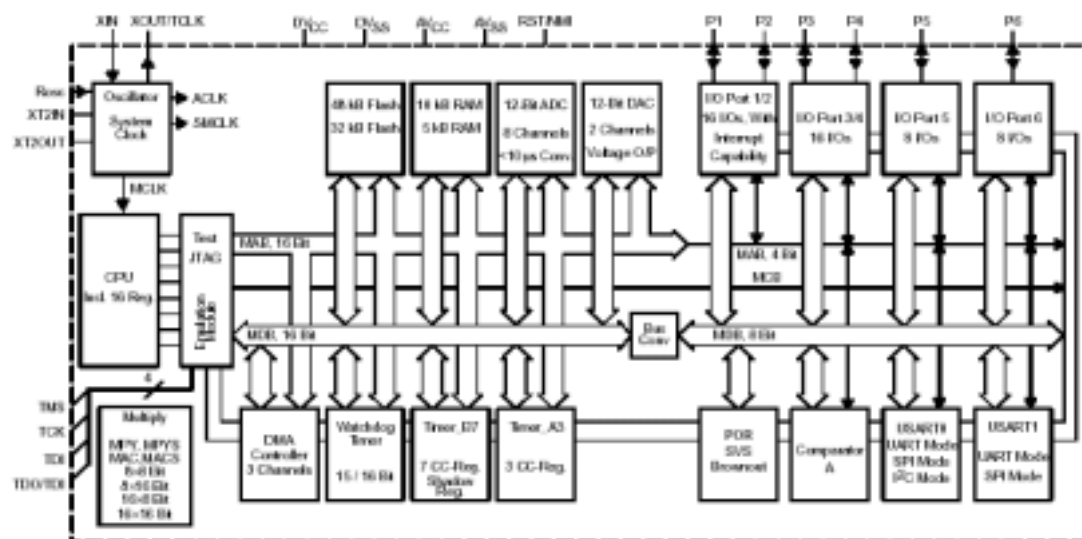 XIN XOUT/TCLK DVCC DVSS AVCC AVSS RST/NMI P1 P2 P3 P4 P5 P6
Rosc
XT2IN
XT2OUT
Oscillator
System
Clock
ACLK
SMCLK
MCLK
48 kB Flash
32 kB Flash
10 kB RAM
5 kB RAM
12-Bit ADC
8 Channels
<10 µs Conv.
12-Bit DAC
2 Channels
Voltage O/P
I/O Port 1/2
16 I/Os, With
Interrupt
Capability
I/O Port 3/4
16 I/Os
I/O Port 5
8 I/Os
I/O Port 6
8 I/Os
CPU
Incl. 16 Reg.
Test
JTAG
Emulation
Module
MAB, 16 Bit
MAB, 4 Bit
MCB
MDB, 16 Bit
Bus
Conv
MDB, 8 Bit
4
TMS
TCK
TDI
TDO/TDI
Multiply
MPY, MPYS
MAC,MACS
8×8 Bit
8×16 Bit
16×8 Bit
16×16 Bit
DMA
Controller
3 Channels
Watchdog
Timer
15 / 16 Bit
Timer_B7
7 CC-Reg.
Shadow
Reg.
Timer_A3
3 CC-Reg.
POR
SVS
Brownout
Comparator
A
USART0
UART Mode
SPI Mode
I²C Mode
USART1
UART Mode
SPI Mode